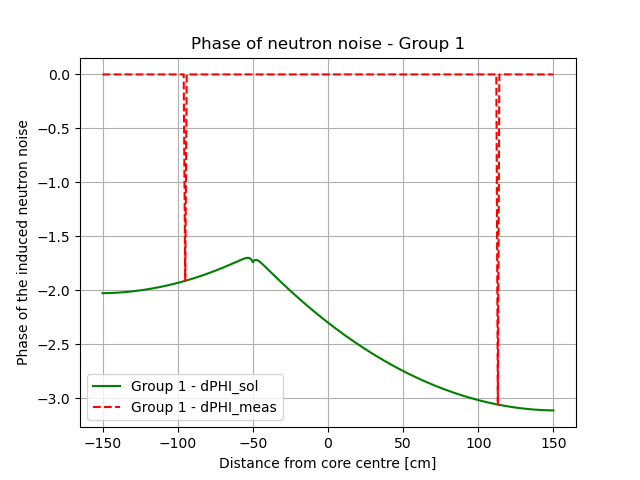 Phase of neutron noise - Group 1
Phase of the induced neutron noise
0.0
−0.5
−1.0
−1.5
−2.0
−2.5
−3.0
Group 1 - dPHI_sol
Group 1 - dPHI_meas
−150 −100 −50 0 50 100 150
Distance from core centre [cm]